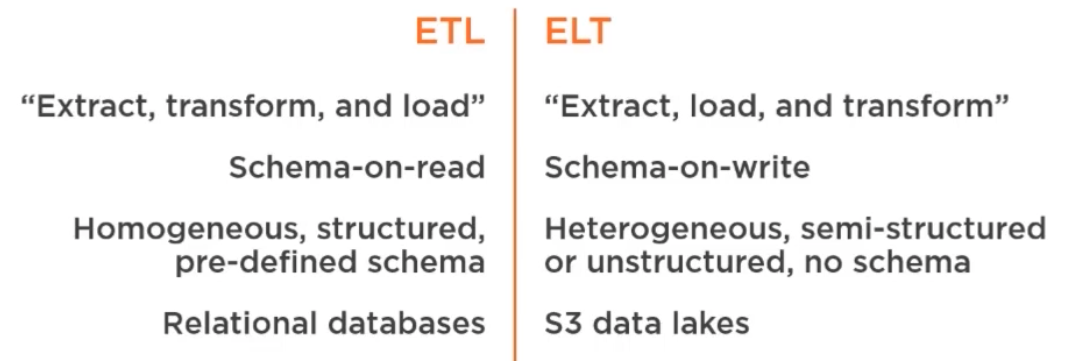 ETL
ELT
“Extract, transform, and load”
“Extract, load, and transform”
Schema-on-read
Schema-on-write
Homogeneous, structured,
pre-defined schema
Heterogeneous, semi-structured
or unstructured, no schema
Relational databases
S3 data lakes